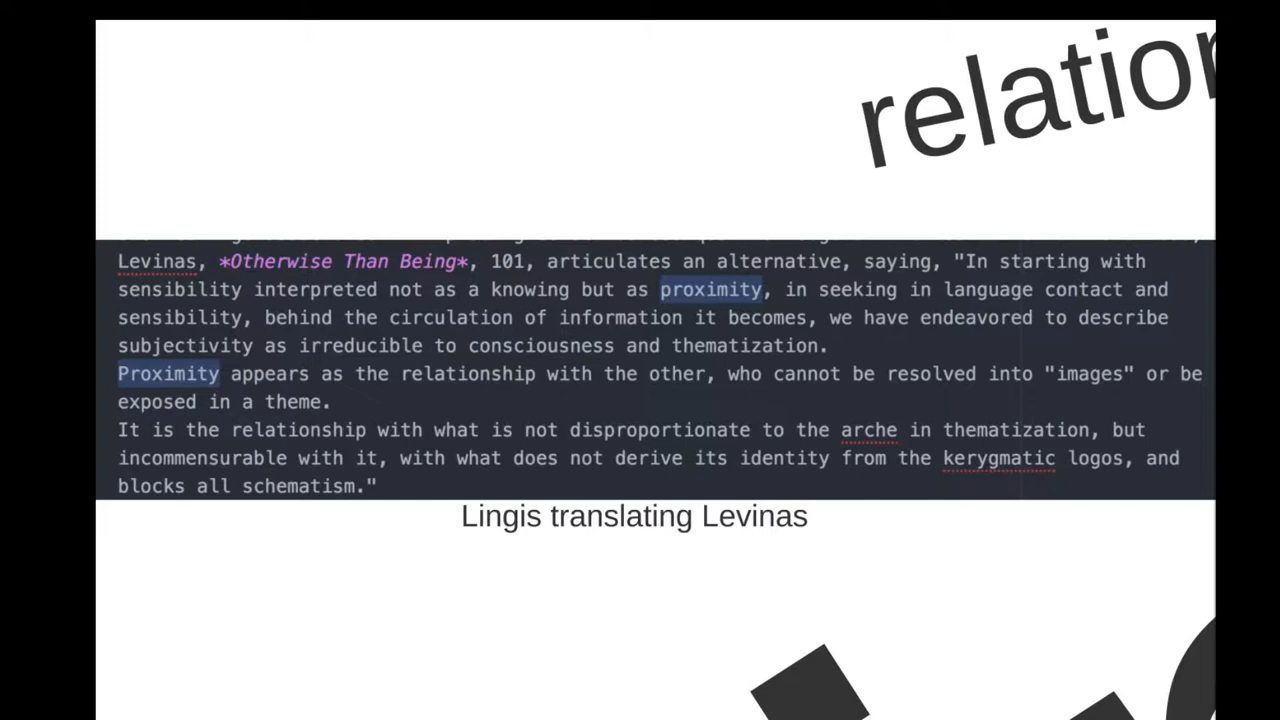 relation
Levinas, *Otherwise Than Being*, 101, articulates an alternative, saying, "In starting with
sensibility interpreted not as a knowing but as proximity, in seeking in language contact and
sensibility, behind the circulation of information it becomes, we have endeavored to describe
subjectivity as irreducible to consciousness and thematization.
Proximity appears as the relationship with the other, who cannot be resolved into "images" or be
exposed in a theme.
It is the relationship with what is not disproportionate to the arche in thematization, but
incommensurable with it, with what does not derive its identity from the kerygmatic logos, and
blocks all schematism."
Lingis translating Levinas